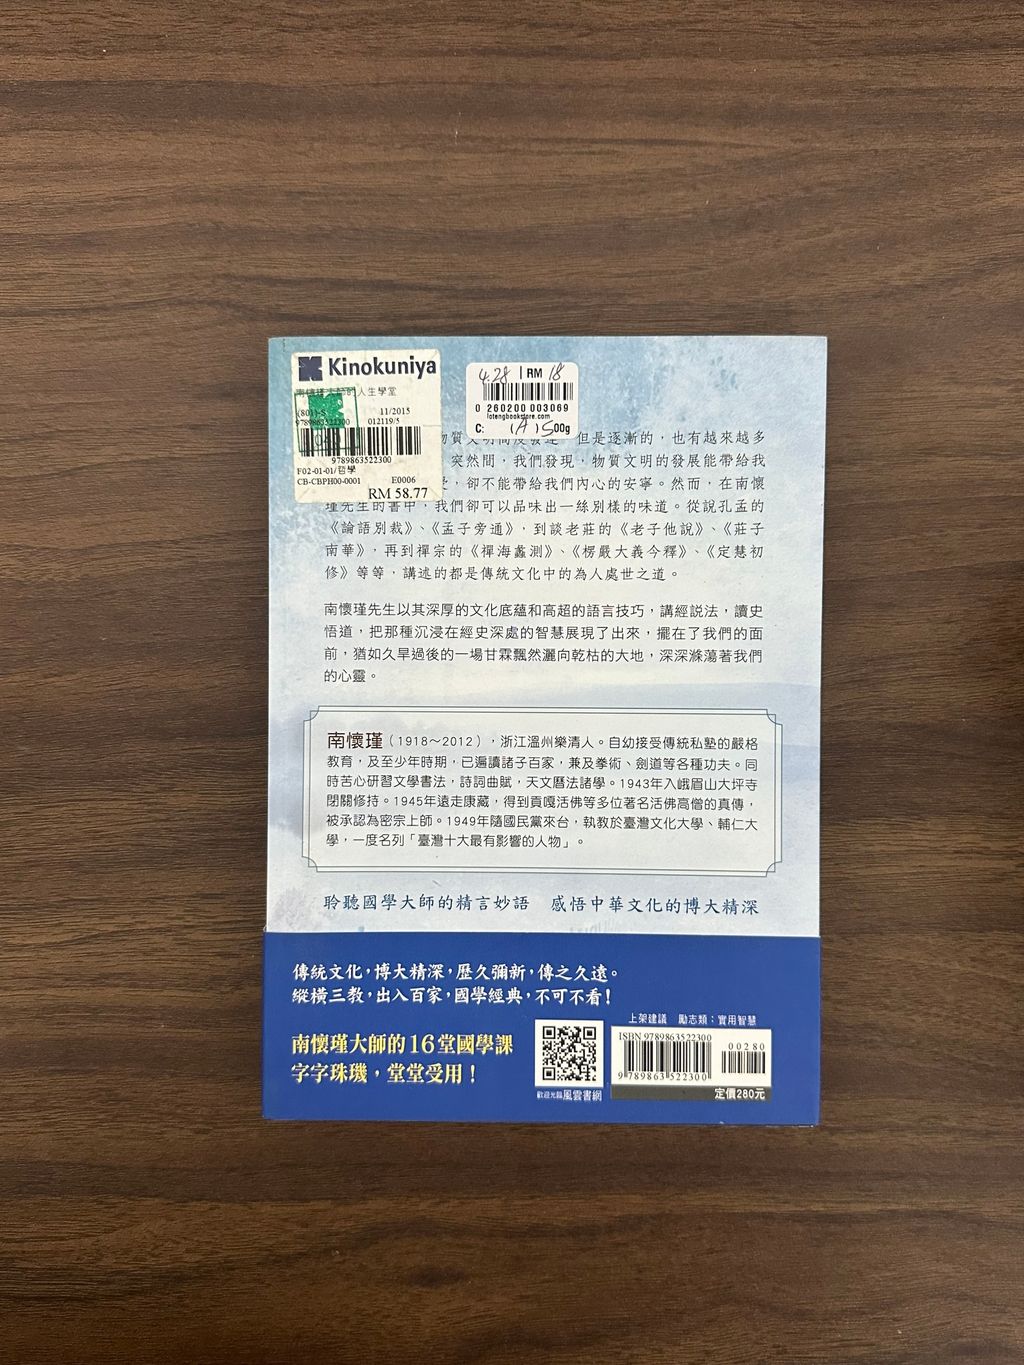 Kinokuniya
南懷瑾大師的人生學堂
(801)-S 11/2015
9789863522300 012119/5
9789863522300
F02-01-01/哲學
CB-CBPH00-0001 E0006
RM 58.77
4.28 RM 18
0 260200 003069
lotengbookstore.com
C: 1A15 00g
但是逐漸的，也有越來越多
突然間，我們發現，物質文明的發展能帶給我
，卻不能帶給我們內心的安寧。然而，在南懷
瑾先生的書中，我們卻可以品味出一絲別樣的味道。從說孔孟的
《論語別裁》、《孟子旁通》，到談老莊的《老子他說》、《莊子
南華》，再到禪宗的《禪海蠡測》、《楞嚴大義今釋》、《定慧初
修》等等，講述的都是傳統文化中的為人處世之道。
南懷瑾先生以其深厚的文化底蘊和高超的語言技巧，講經說法，讀史
悟道，把那種沉浸在經史深處的智慧展現了出來，擺在了我們的面
前，猶如久旱過後的一場甘霖飄然灑向乾枯的大地，深深滌蕩著我們
的心靈。
南懷瑾（1918～2012），浙江溫州樂清人。自幼接受傳統私塾的嚴格
教育，及至少年時期，已遍讀諸子百家，兼及拳術、劍道等各種功夫。同
時苦心研習文學書法，詩詞曲賦，天文曆法諸學。1943年入峨眉山大坪寺
閉關修持。1945年遠走康藏，得到貢嘎活佛等多位著名活佛高僧的真傳，
被承認為密宗上師。1949年隨國民黨來台，執教於臺灣文化大學、輔仁大
學，一度名列「臺灣十大最有影響的人物」。
聆聽國學大師的精言妙語 感悟中華文化的博大精深
傳統文化，博大精深，歷久彌新，傳之久遠。
縱橫三教，出入百家，國學經典，不可不看！
南懷瑾大師的16堂國學課
字字珠璣，堂堂受用！
歡迎光臨風雲書網
上架建議 勵志類：實用智慧
ISBN 9789863522300
00280
9 789863 522300
定價280元